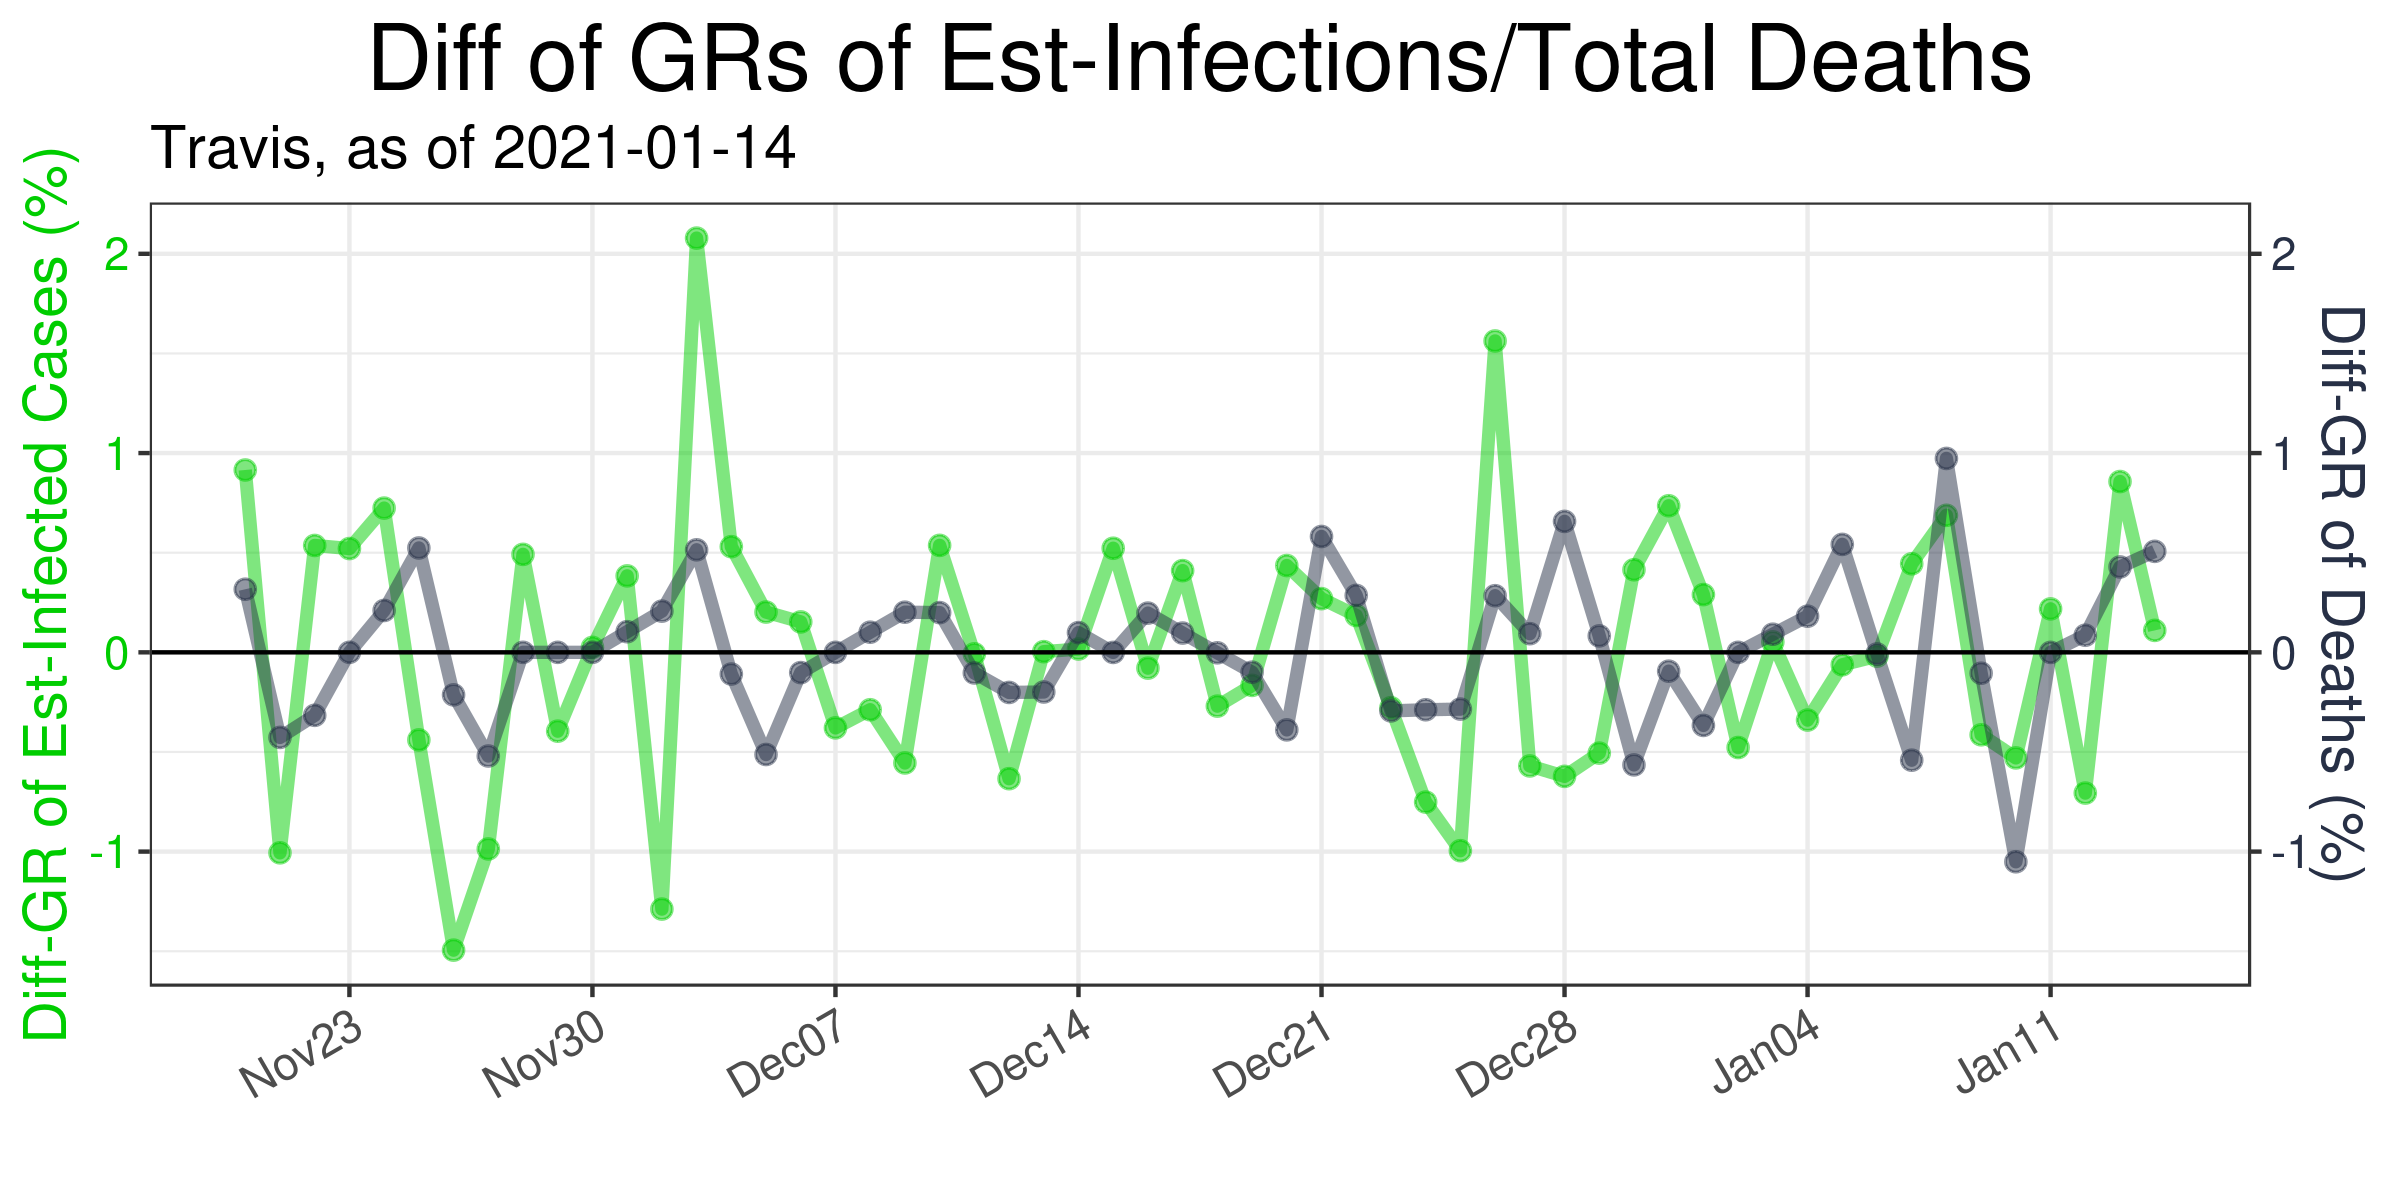 Diff of GRs of Est-Infections/Total Deaths
Travis, as of 2021-01-14
Diff-GR of Est-Infected Cases (%)
2
1
0
-1
2
1
0
-1
Diff-GR of Deaths (%)
Nov23
Nov30
Dec07
Dec14
Dec21
Dec28
Jan04
Jan11